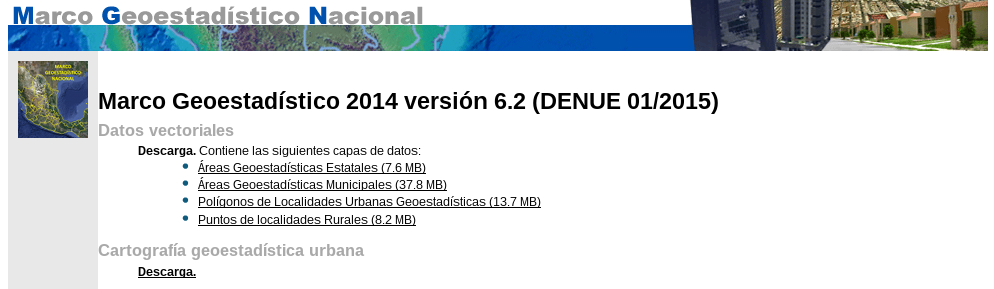 Marco Geoestadístico Nacional
MARCO
GEOESTADÍSTICO
NACIONAL
Marco Geoestadístico 2014 versión 6.2 (DENUE 01/2015)
Datos vectoriales
Descarga. Contiene las siguientes capas de datos:
Áreas Geoestadísticas Estatales (7.6 MB)
Áreas Geoestadísticas Municipales (37.8 MB)
Polígonos de Localidades Urbanas Geoestadísticas (13.7 MB)
Puntos de localidades Rurales (8.2 MB)
Cartografía geoestadística urbana
Descarga.